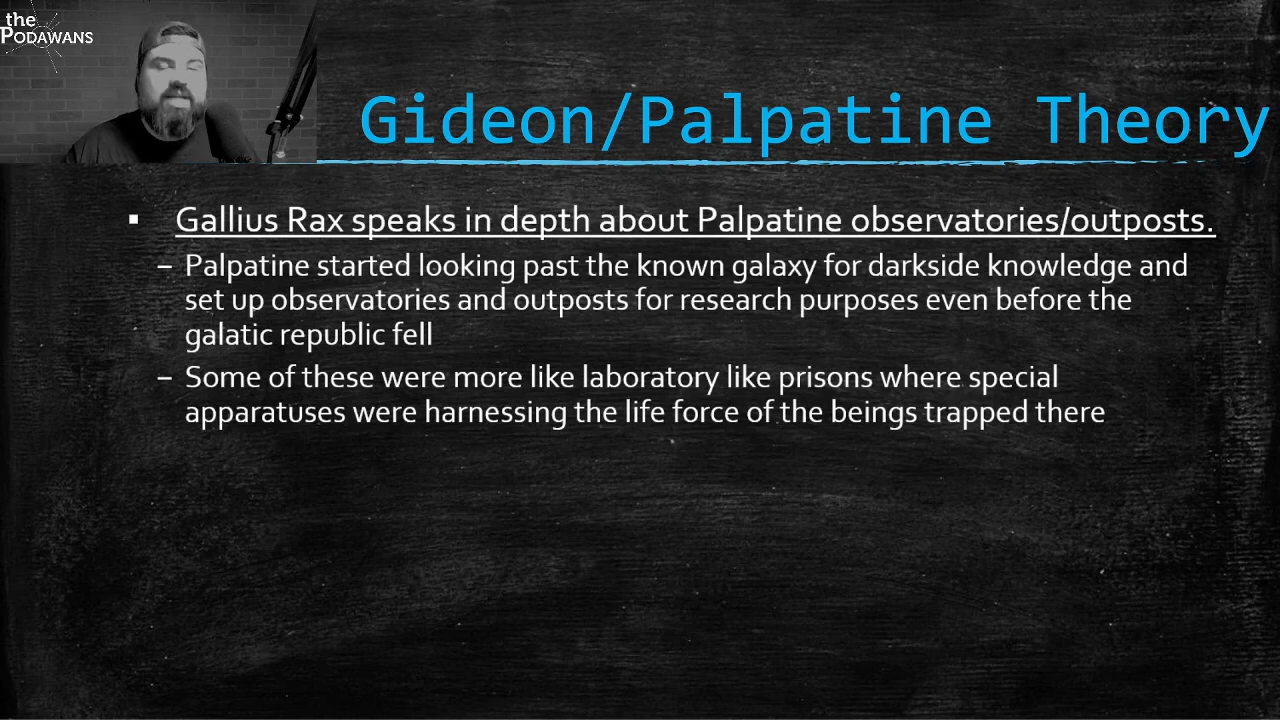 the
PODAWANS
Gideon/Palpatine Theory
▪ Gallius Rax speaks in depth about Palpatine observatories/outposts.
– Palpatine started looking past the known galaxy for darkside knowledge and
set up observatories and outposts for research purposes even before the
galatic republic fell
– Some of these were more like laboratory like prisons where special
apparatuses were harnessing the life force of the beings trapped there